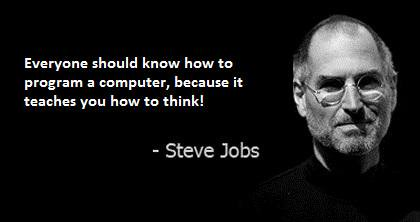 Everyone should know how to
program a computer, because it
teaches you how to think!
- Steve Jobs